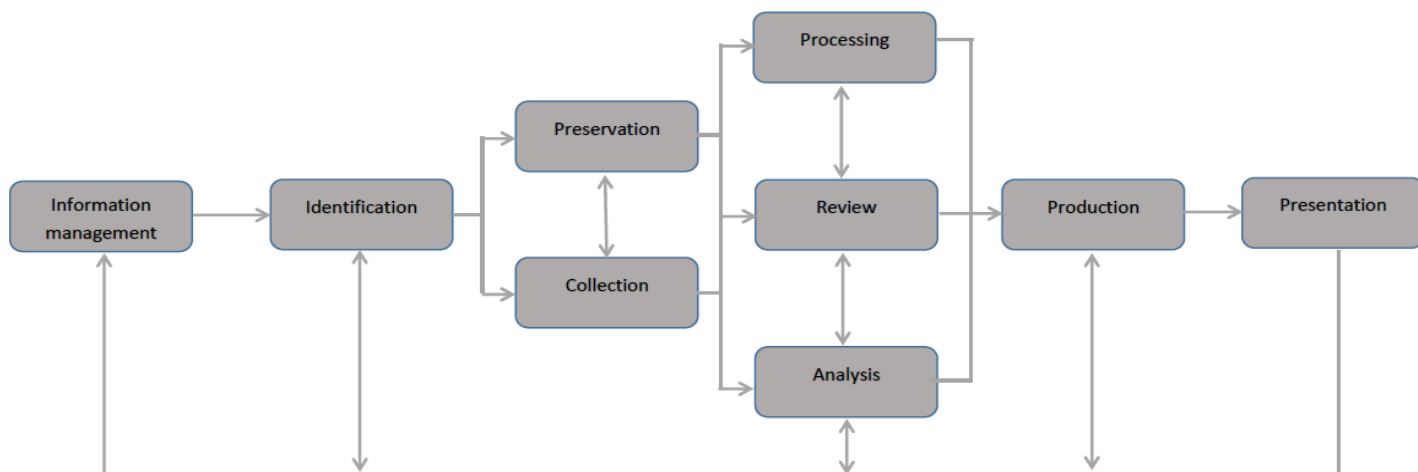 Processing
Preservation
Information
management
Identification
Review
Production
Presentation
Collection
Analysis